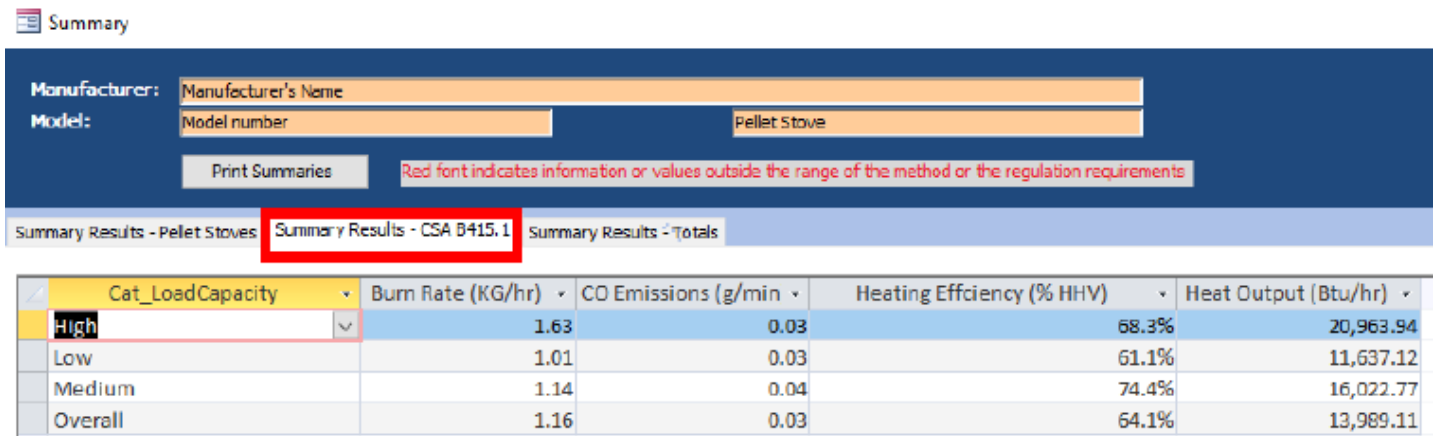 Summary
Manufacturer: Manufacturer's Name
Model: Model number Pellet Stove
Print Summaries Red font indicates information or values outside the range of the method or the regulation requirements
Summary Results - Pellet Stoves Summary Results - CSA B415.1 Summary Results - Totals
Cat_LoadCapacity Burn Rate (KG/hr) CO Emissions (g/min Heating Effciency (% HHV) Heat Output (Btu/hr)
High 1.63 0.03 68.3% 20,963.94
Low 1.01 0.03 61.1% 11,637.12
Medium 1.14 0.04 74.4% 16,022.77
Overall 1.16 0.03 64.1% 13,989.11